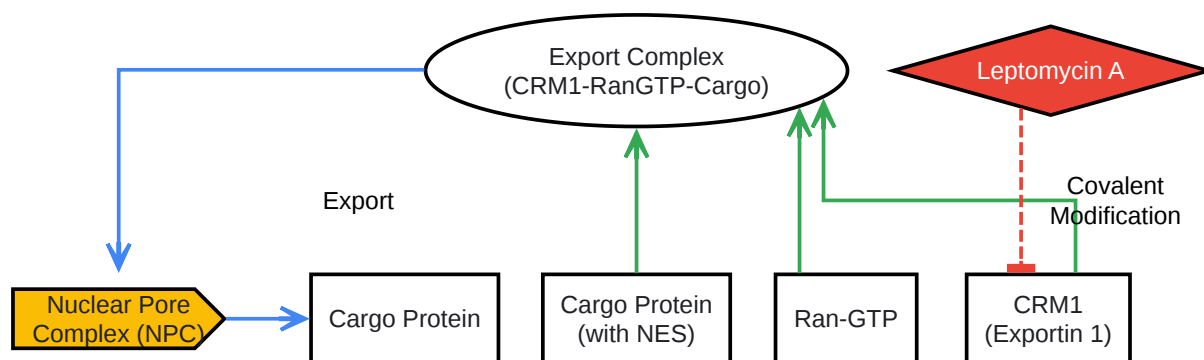 Export Complex
(CRM1-RanGTP-Cargo)
Leptomycin A
Export
Covalent
Modification
Nuclear Pore
Complex (NPC)
Cargo Protein
Cargo Protein
(with NES)
Ran-GTP
CRM1
(Exportin 1)